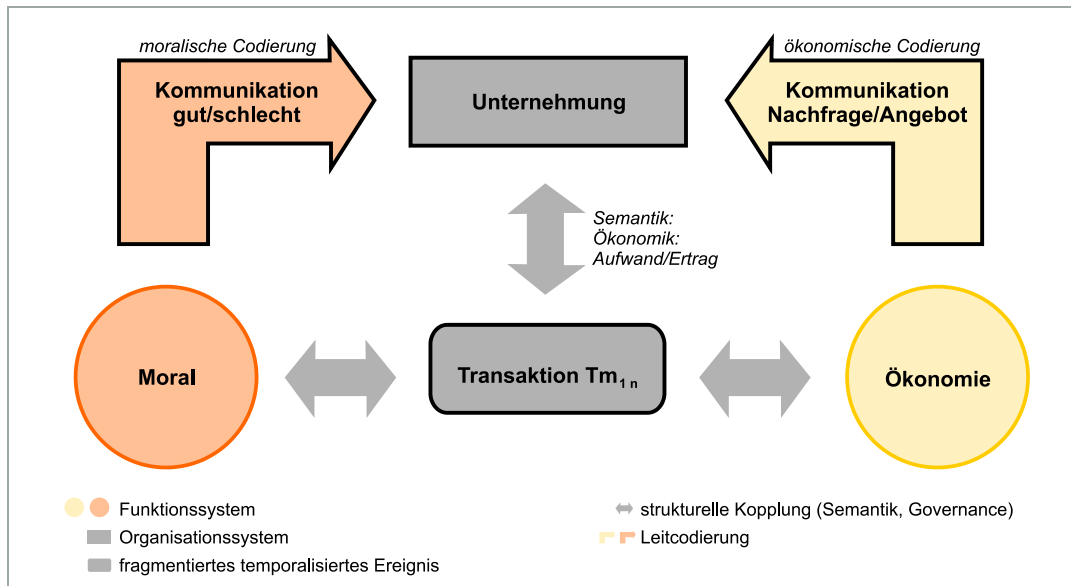 moralische Codierung
ökonomische Codierung
Kommunikation
gut/schlecht
Unternehmung
Kommunikation
Nachfrage/Angebot
Semantik:
Ökonomik:
Aufwand/Ertrag
Moral
Transaktion Tm1 n
Ökonomie
Funktionssystem
Organisationssystem
fragmentiertes temporalisiertes Ereignis
strukturelle Kopplung (Semantik, Governance)
Leitcodierung